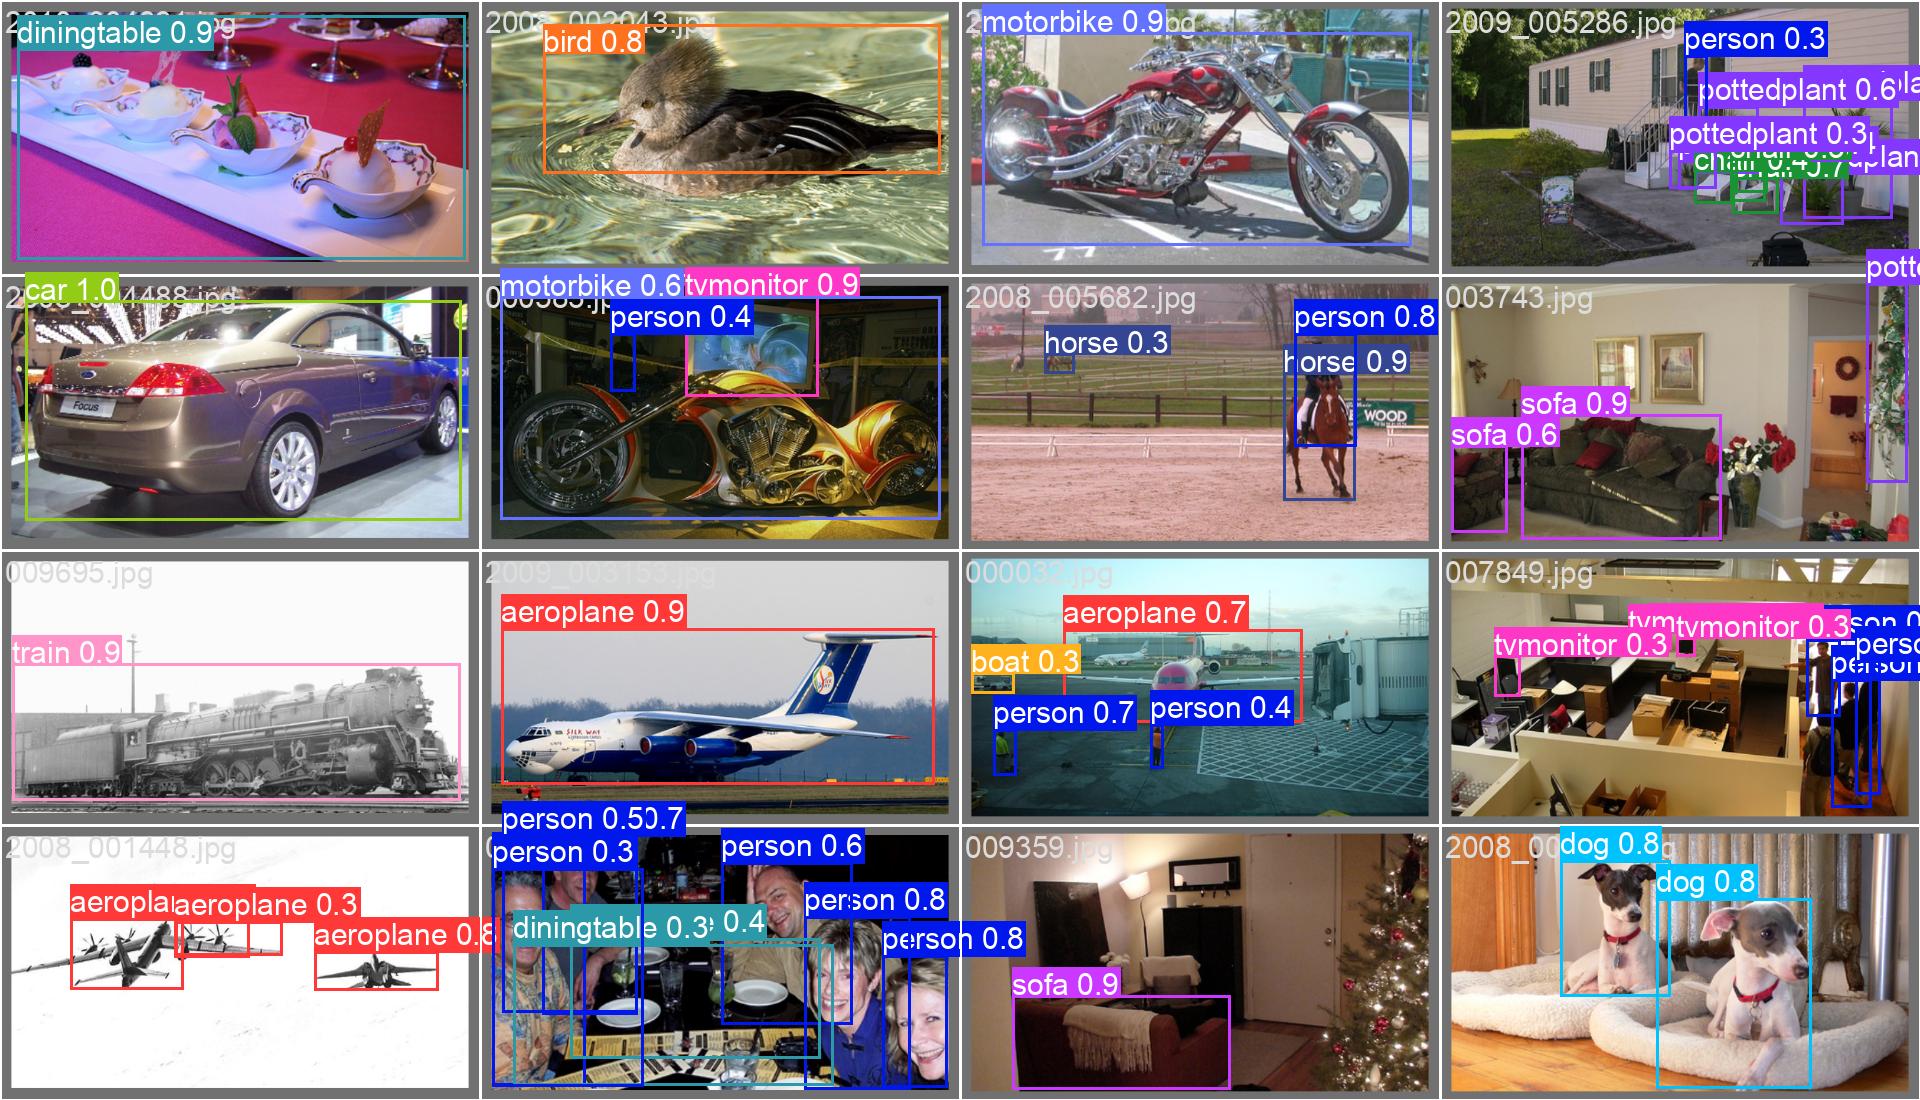 diningtable 0.9
2008_002043.jpg
bird 0.8
motorbike 0.9
2009_005286.jpg
person 0.3
pottedplant 0.6
pottedplant 0.3
car 1.0
4488.jpg
Focus
motorbike 0.6
tvmonitor 0.9
person 0.4
2008_005682.jpg
horse 0.3
person 0.8
horse 0.9
WOOD
003743.jpg
sofa 0.9
sofa 0.6
009695.jpg
train 0.9
2009_003153.jpg
aeroplane 0.9
SILK WAY
000032.jpg
aeroplane 0.7
boat 0.3
person 0.7
person 0.4
007849.jpg
tvmonitor 0.3
tvmonitor 0.3
2008_001448.jpg
aeroplane 0.3
aeroplane 0.8
person 0.5
0.7
person 0.3
person 0.6
person 0.8
diningtable 0.3
0.4
person 0.8
009359.jpg
sofa 0.9
2008_00
dog 0.8
dog 0.8